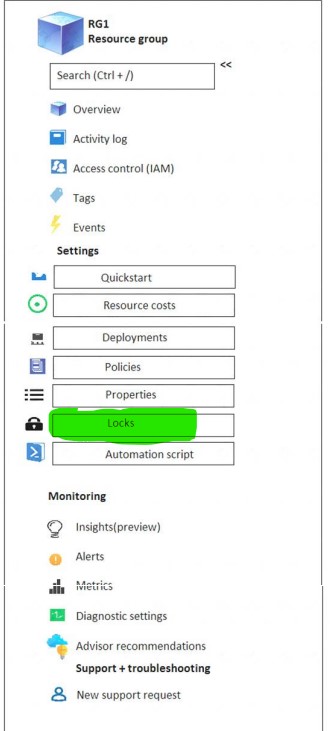 RG1
Resource group
<<
Search (Ctrl + /)
Overview
Activity log
Access control (IAM)
Tags
Events
Settings
Quickstart
Resource costs
Deployments
Policies
Properties
Locks
Automation script
Monitoring
Insights(preview)
Alerts
Metrics
Diagnostic settings
Advisor recommendations
Support + troubleshooting
New support request